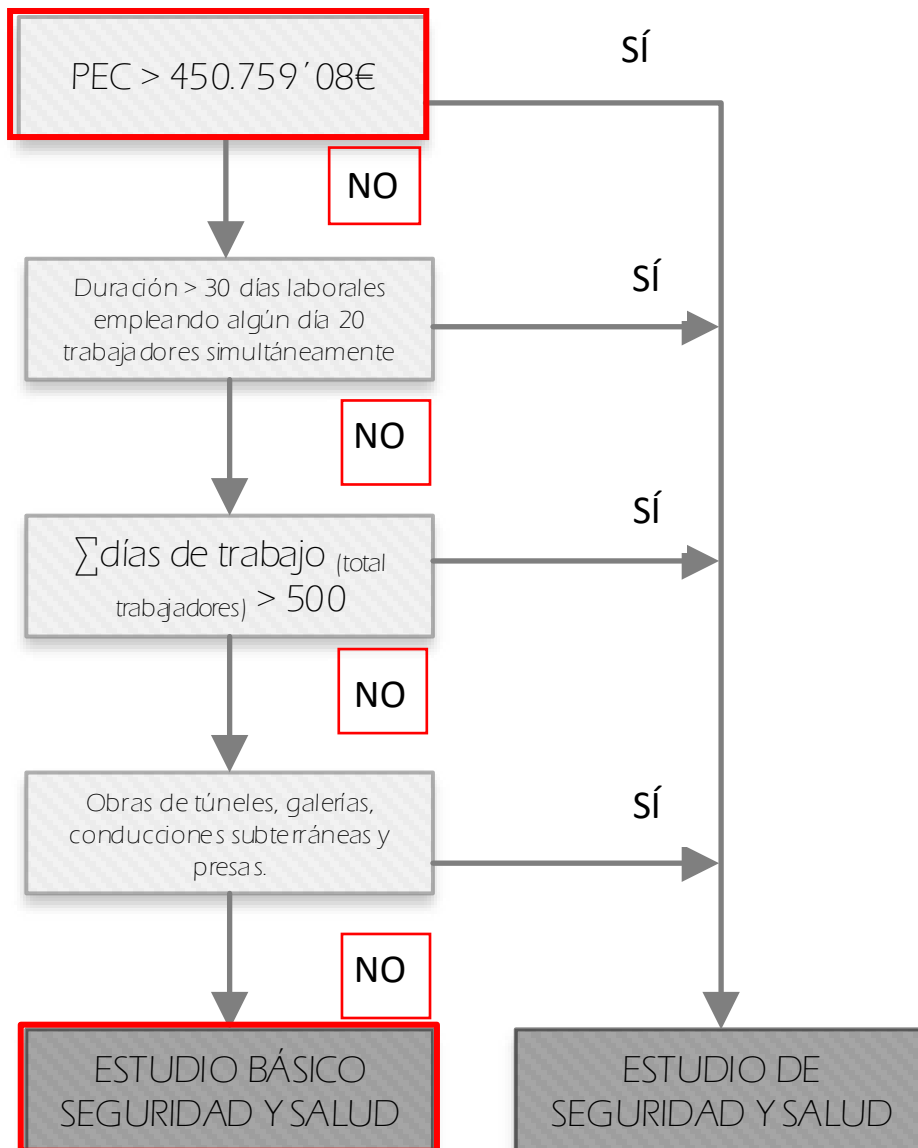 PEC > 450.759´08€
SÍ
NO
Duración > 30 días laborales
empleando algún día 20
trabajadores simultáneamente
SÍ
NO
∑días de trabajo (total
trabajadores) > 500
SÍ
NO
Obras de túneles, galerías,
conducciones subterráneas y
presas.
SÍ
NO
ESTUDIO BÁSICO
SEGURIDAD Y SALUD
ESTUDIO DE
SEGURIDAD Y SALUD